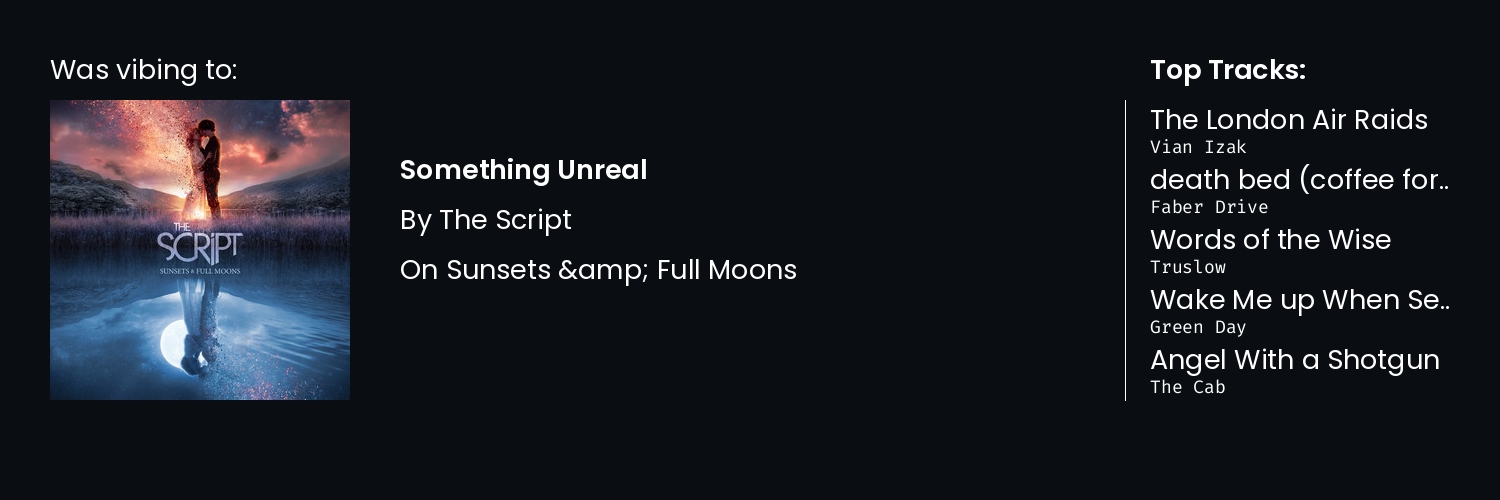 Was vibing to:
THE
SCRIPT
SUNSETS & FULL MOONS
Something Unreal
By The Script
On Sunsets &amp; Full Moons
Top Tracks:
The London Air Raids
Vian Izak
death bed (coffee for..
Faber Drive
Words of the Wise
Truslow
Wake Me up When Se..
Green Day
Angel With a Shotgun
The Cab